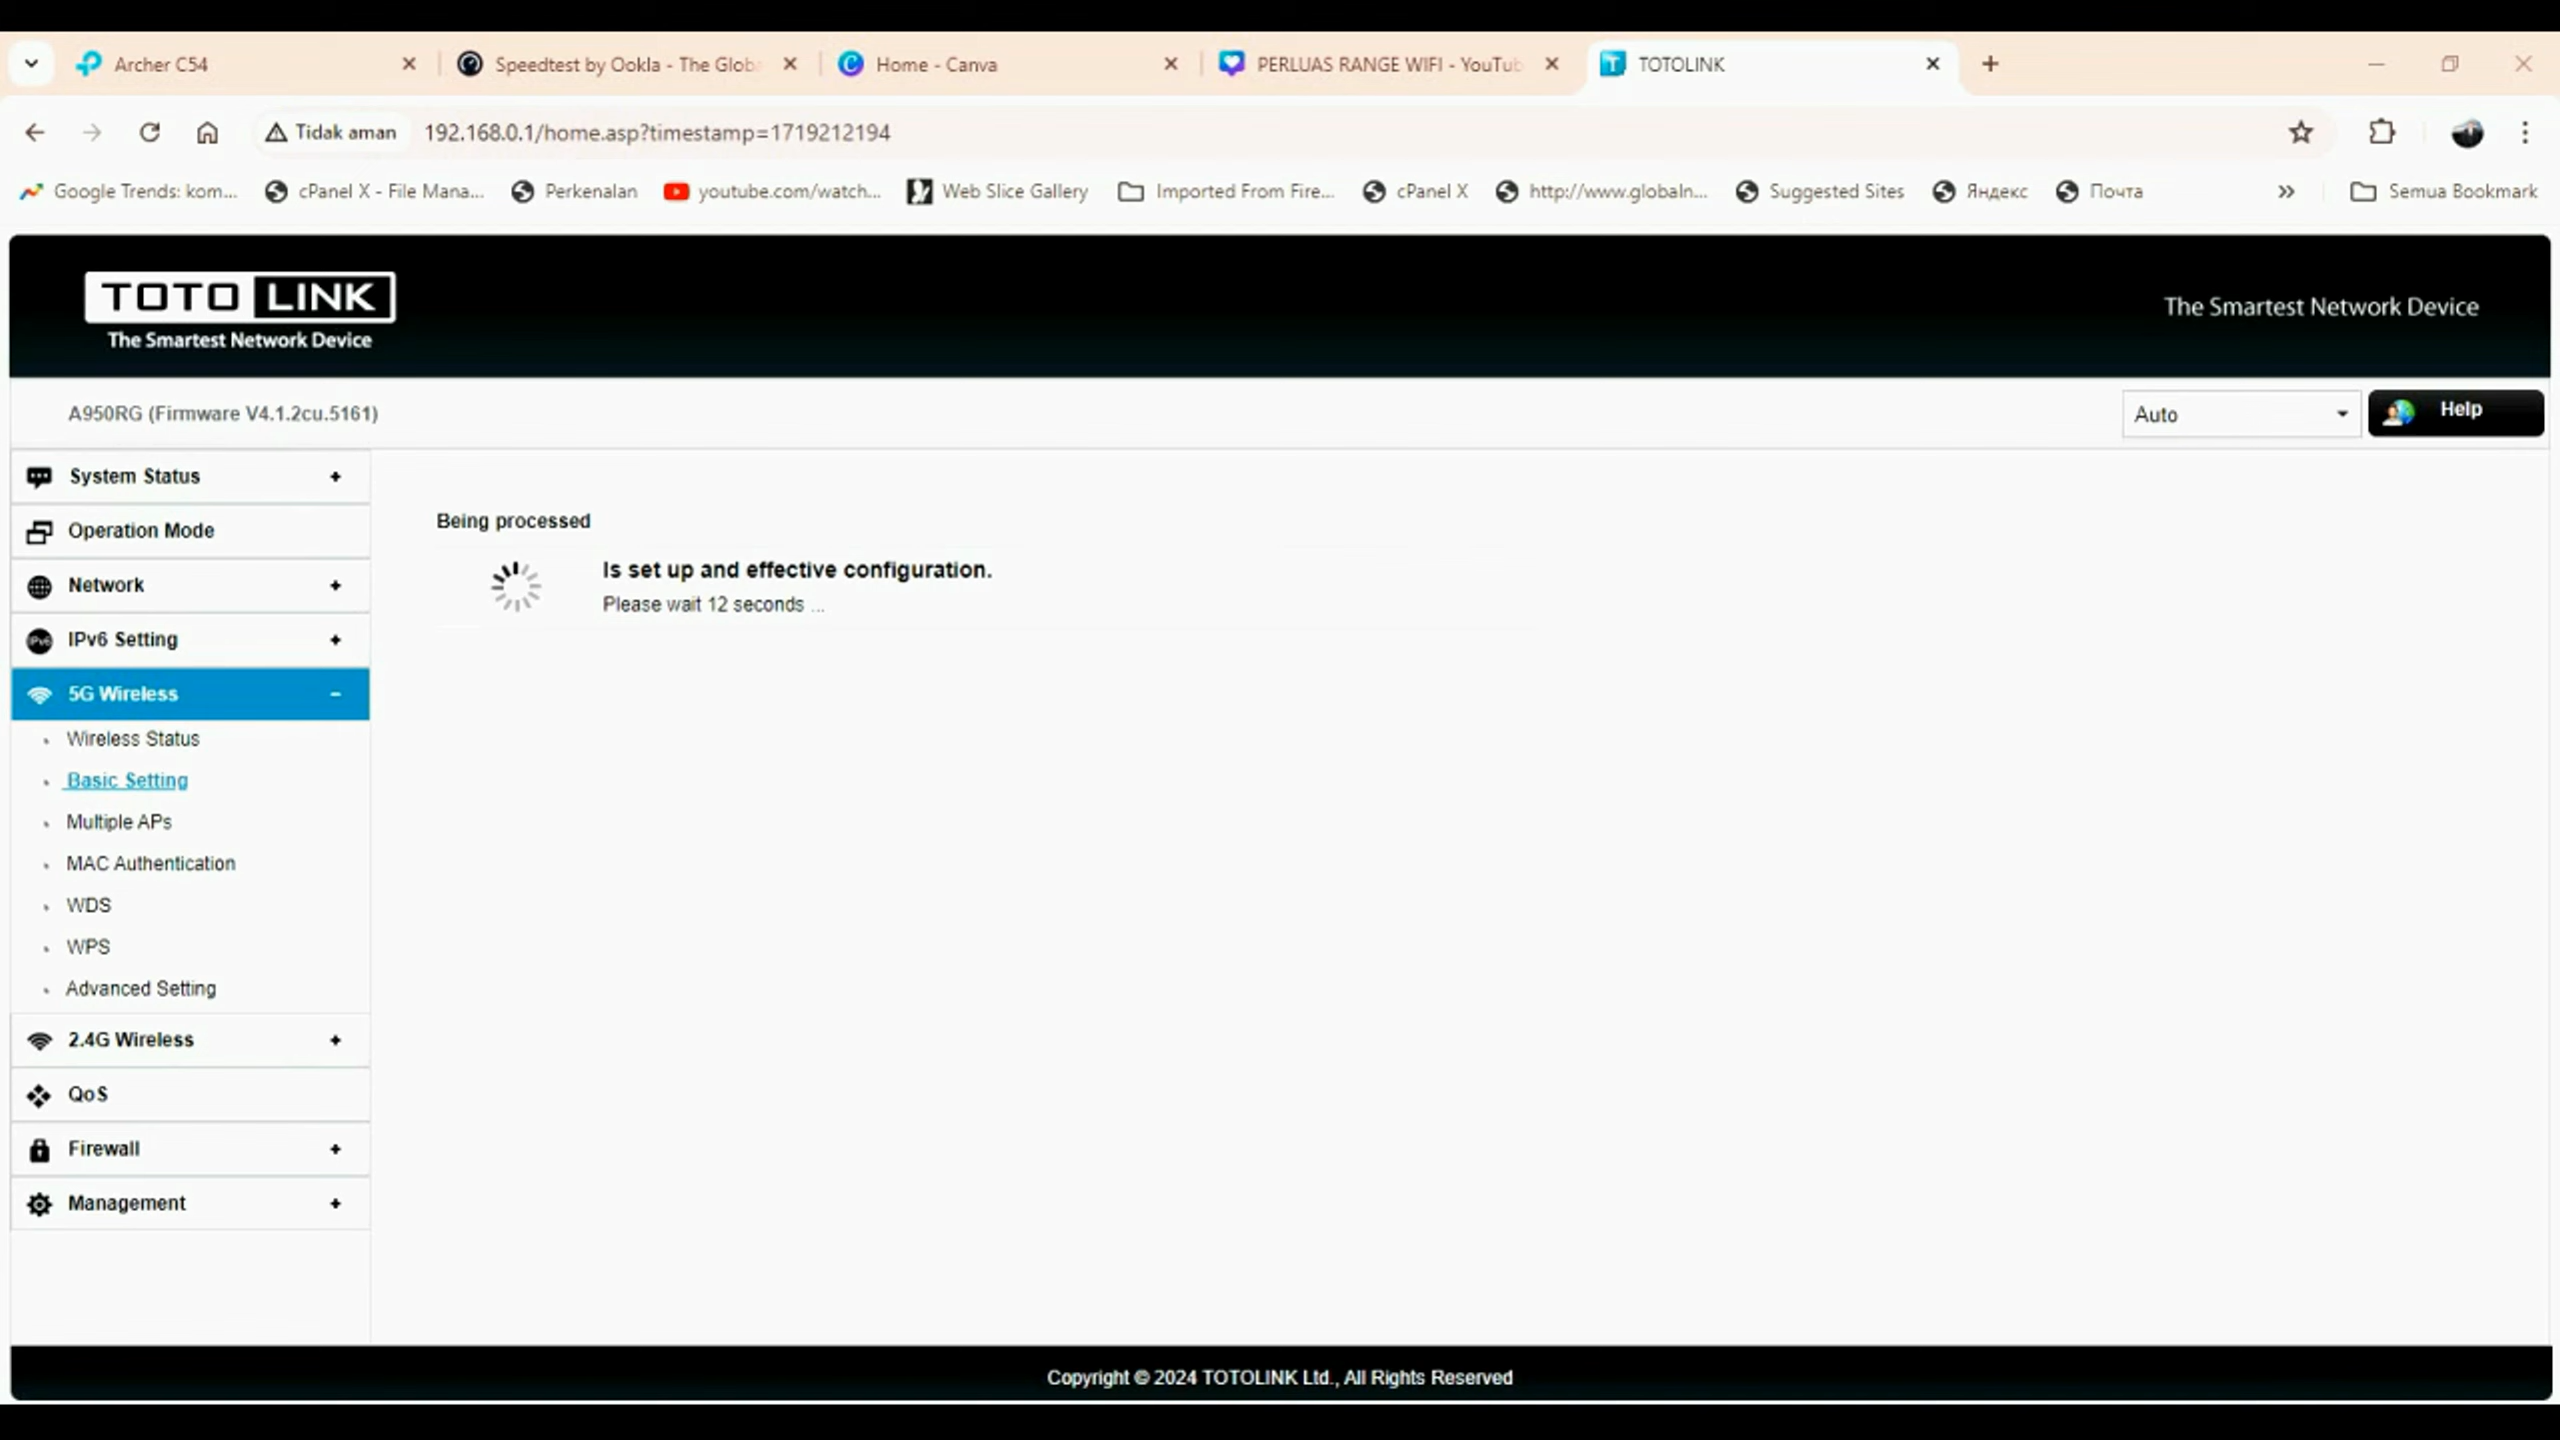 Archer C54
Speedtest by Ookla - The Globa
Home - Canva
PERLUAS RANGE WIFI - YouTub
TOTOLINK
Tidak aman
192.168.0.1/home.asp?timestamp=1719212194
Google Trends: kom...
cPanel X - File Mana...
Perkenalan
youtube.com/watch...
Web Slice Gallery
Imported From Fire...
cPanel X
http://www.globaln...
Suggested Sites
Яндекс
Почта
Semua Bookmark
TOTO LINK
The Smartest Network Device
The Smartest Network Device
A950RG (Firmware V4.1.2cu.5161)
Auto
Help
System Status
Operation Mode
Network
IPv6 Setting
5G Wireless
Wireless Status
Basic Setting
Multiple APs
MAC Authentication
WDS
WPS
Advanced Setting
2.4G Wireless
QoS
Firewall
Management
Being processed
Is set up and effective configuration.
Please wait 12 seconds ...
Copyright © 2024 TOTOLINK Ltd., All Rights Reserved